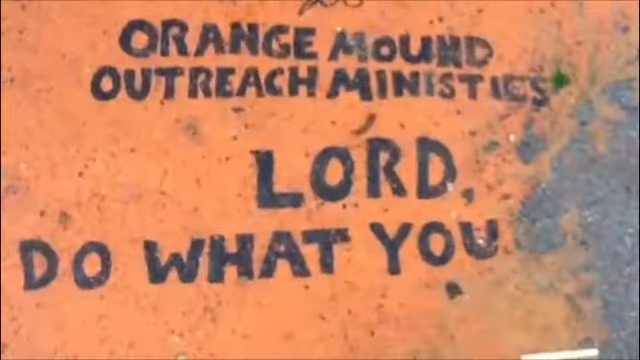 ORANGE MOUND
OUTREACH MINISTIES
LORD,
DO WHAT YOU